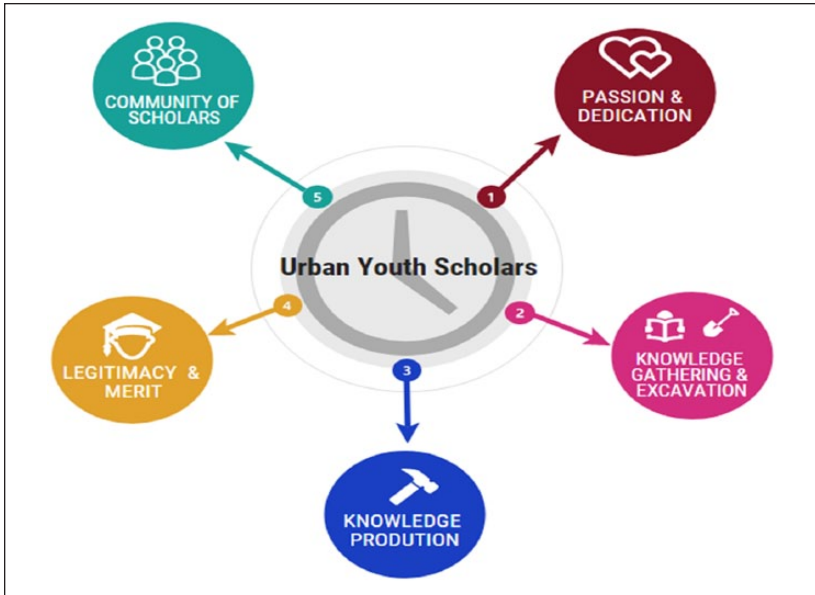 COMMUNITY OF
SCHOLARS
PASSION &
DEDICATION
5
1
Urban Youth Scholars
4
2
LEGITIMACY &
MERIT
3
KNOWLEDGE
GATHERING &
EXCAVATION
KNOWLEDGE
PRODUTION